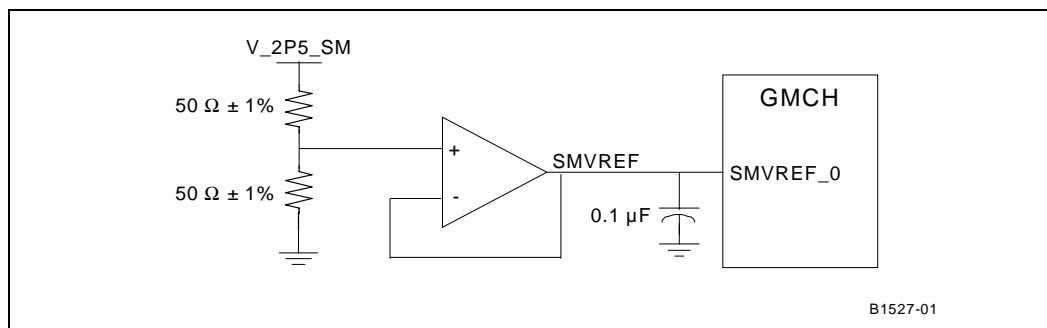 V_2P5_SM
50 Ω ± 1%
50 Ω ± 1%
+
-
SMVREF
0.1 µF
GMCH
SMVREF_0
B1527-01